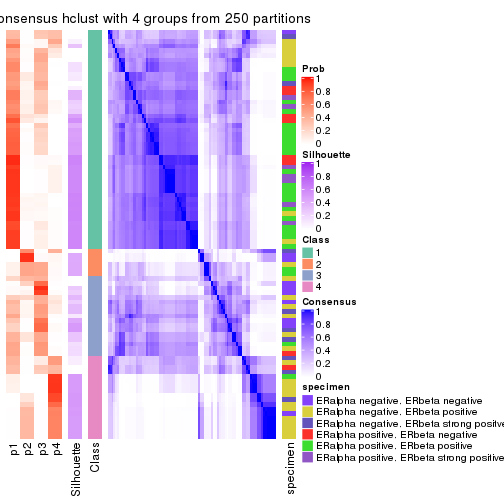 onsensus hclust with 4 groups from 250 partitions
Prob
1
0.8
0.6
0.4
0.2
0
Silhouette
1
0.8
0.6
0.4
0.2
0
Class
1
2
3
4
Consensus
1
0.8
0.6
0.4
0.2
0
specimen
ERalpha negative. ERbeta negative
ERalpha negative. ERbeta positive
ERalpha negative. ERbeta strong positive
ERalpha positive. ERbeta negative
ERalpha positive. ERbeta positive
ERalpha positive. ERbeta strong positive
p1
p2
p3
p4
Silhouette
Class
specimen